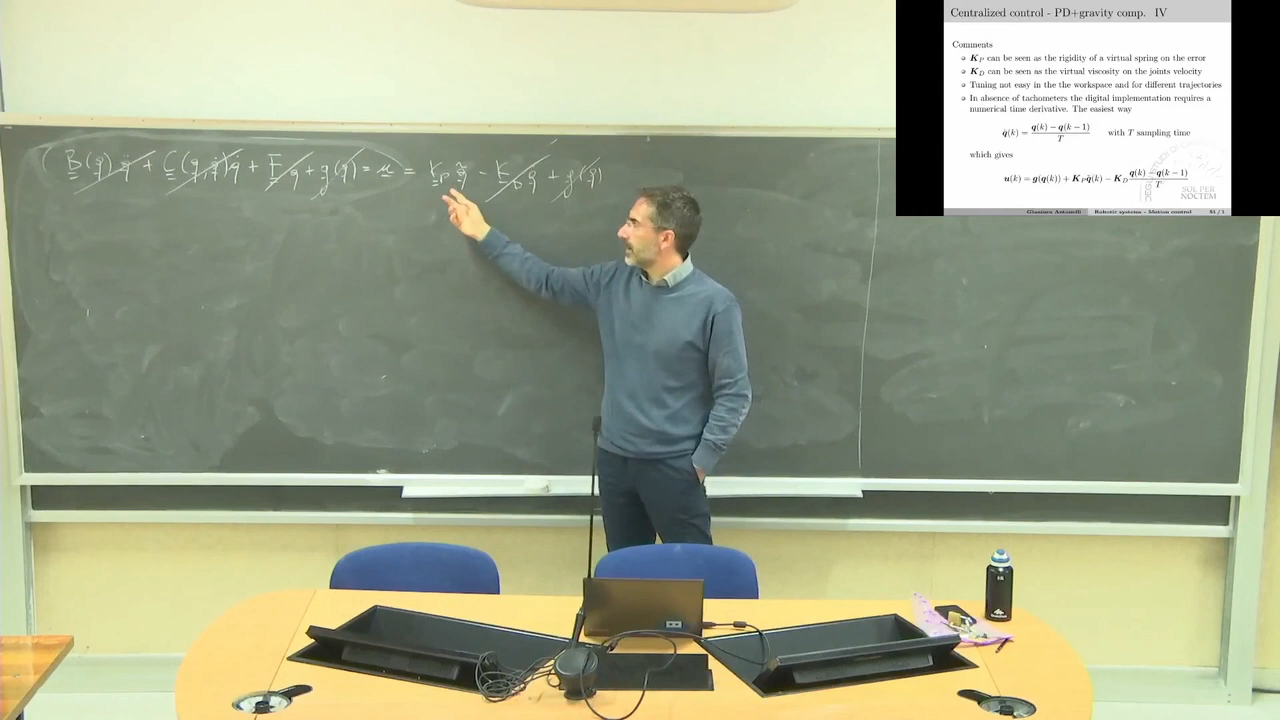 Centralized control - PD+gravity comp. IV
Comments
K_P can be seen as the rigidity of a virtual spring on the error
K_D can be seen as the virtual viscosity on the joints velocity
Tuning not easy in the the workspace and for different trajectories
In absence of tachometers the digital implementation requires a
numerical time derivative. The easiest way
q̇(k) = (q(k) − q(k−1)) / T with T sampling time
which gives
u(k) = g(q(k)) + K_P q̃(k) − K_D (q(k) − q(k−1)) / T
SUL PER
NOCTEM
Gianluca Antonelli Robotic systems - Motion control
B(q) q̈ + C(q, q̇) q̇ + F q̇ + g(q) = u = K_P q̃ − K_D q̇ + g(q)